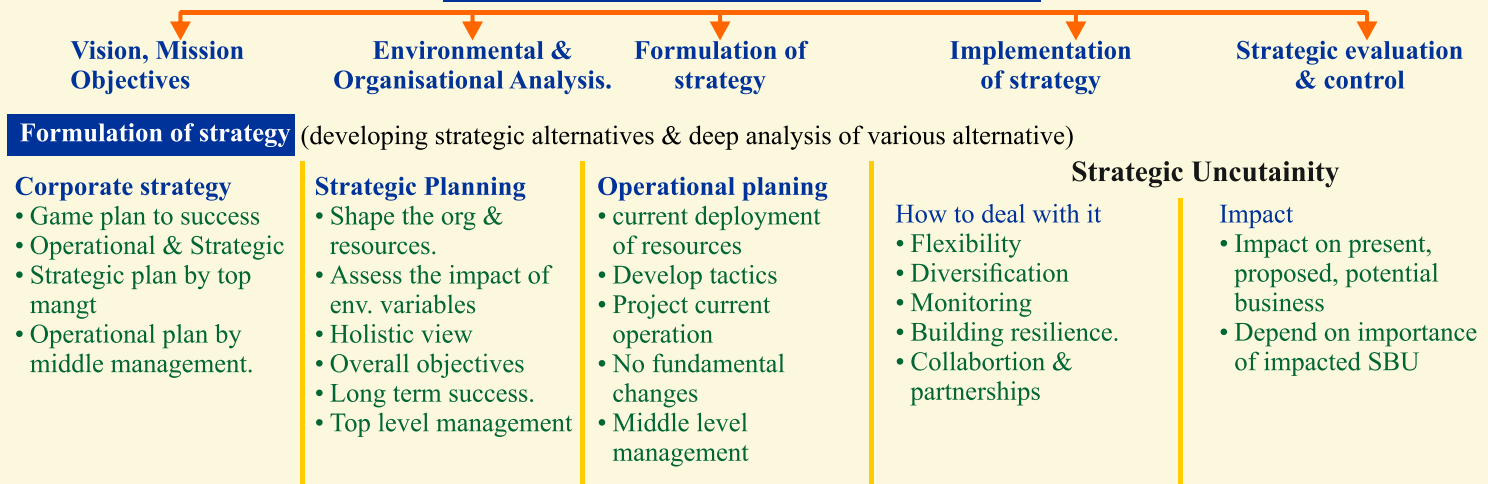 Vision, Mission
Objectives
Environmental &
Organisational Analysis.
Formulation of
strategy
Implementation
of strategy
Strategic evaluation
& control
Formulation of strategy (developing strategic alternatives & deep analysis of various alternative)
Corporate strategy
• Game plan to success
• Operational & Strategic
• Strategic plan by top
mangt
• Operational plan by
middle management.
Strategic Planning
• Shape the org &
resources.
• Assess the impact of
env. variables
• Holistic view
• Overall objectives
• Long term success.
• Top level management
Operational planing
• current deployment
of resources
• Develop tactics
• Project current
operation
• No fundamental
changes
• Middle level
management
Strategic Uncutainity
How to deal with it
• Flexibility
• Diversification
• Monitoring
• Building resilience.
• Collabortion &
partnerships
Impact
• Impact on present,
proposed, potential
business
• Depend on importance
of impacted SBU